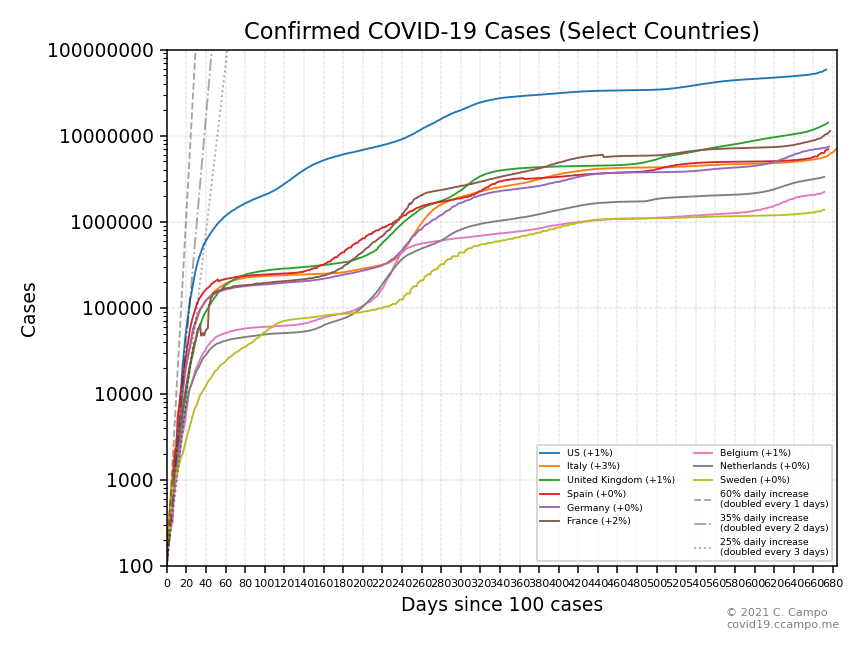 Confirmed COVID-19 Cases (Select Countries)
100000000
10000000
1000000
100000
10000
1000
100
Cases
0 20 40 60 80 100 120 140 160 180 200 220 240 260 280 300 320 340 360 380 400 420 440 460 480 500 520 540 560 580 600 620 640 660 680
Days since 100 cases
US (+1%)
Italy (+3%)
United Kingdom (+1%)
Spain (+0%)
Germany (+0%)
France (+2%)
Belgium (+1%)
Netherlands (+0%)
Sweden (+0%)
60% daily increase
(doubled every 1 days)
35% daily increase
(doubled every 2 days)
25% daily increase
(doubled every 3 days)
© 2021 C. Campo
covid19.ccampo.me